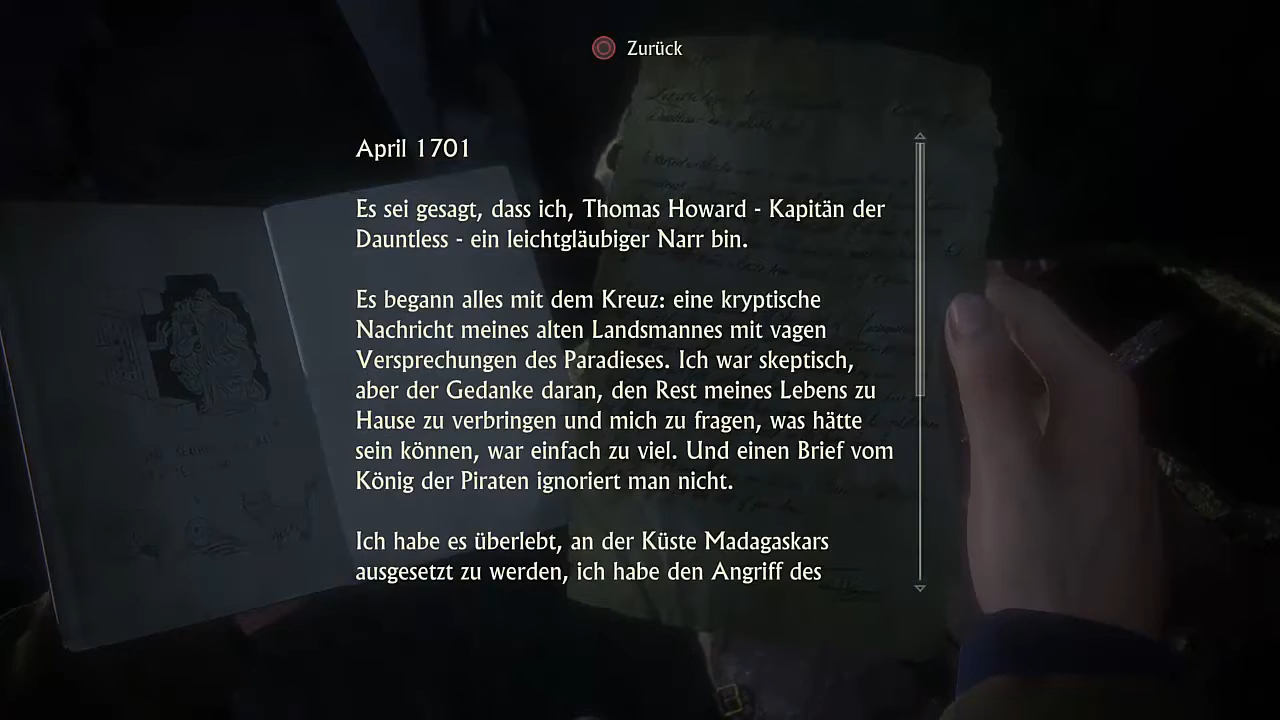 Zurück
April 1701
Es sei gesagt, dass ich, Thomas Howard - Kapitän der
Dauntless - ein leichtgläubiger Narr bin.
Es begann alles mit dem Kreuz: eine kryptische
Nachricht meines alten Landsmannes mit vagen
Versprechungen des Paradieses. Ich war skeptisch,
aber der Gedanke daran, den Rest meines Lebens zu
Hause zu verbringen und mich zu fragen, was hätte
sein können, war einfach zu viel. Und einen Brief vom
König der Piraten ignoriert man nicht.
Ich habe es überlebt, an der Küste Madagaskars
ausgesetzt zu werden, ich habe den Angriff des